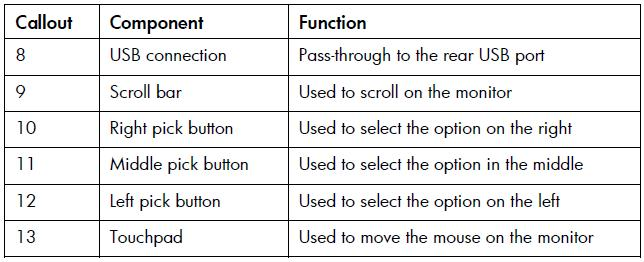 Callout Component Function
8 USB connection Pass-through to the rear USB port
9 Scroll bar Used to scroll on the monitor
10 Right pick button Used to select the option on the right
11 Middle pick button Used to select the option in the middle
12 Left pick button Used to select the option on the left
13 Touchpad Used to move the mouse on the monitor